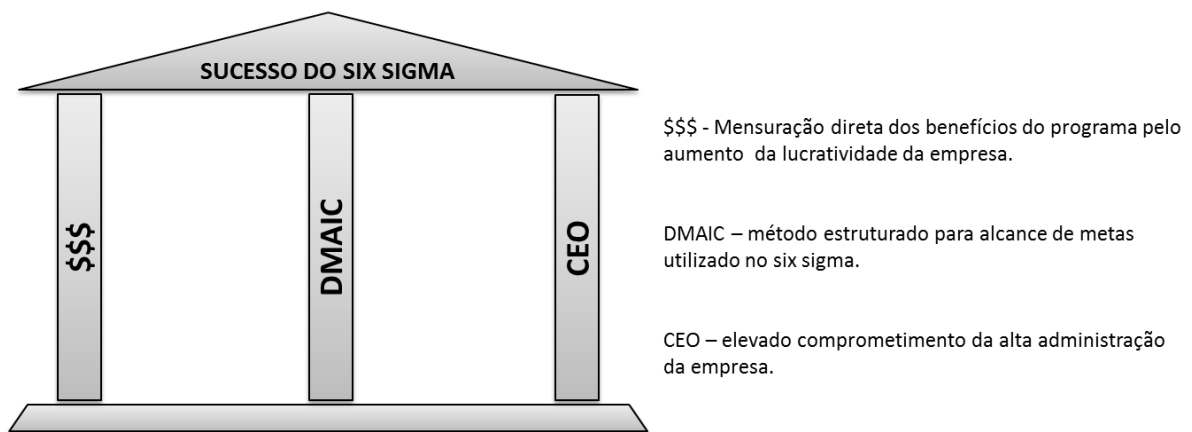 SUCESSO DO SIX SIGMA
$$$
DMAIC
CEO
$$$ - Mensuração direta dos benefícios do programa pelo
aumento da lucratividade da empresa.
DMAIC – método estruturado para alcance de metas
utilizado no six sigma.
CEO – elevado comprometimento da alta administração
da empresa.